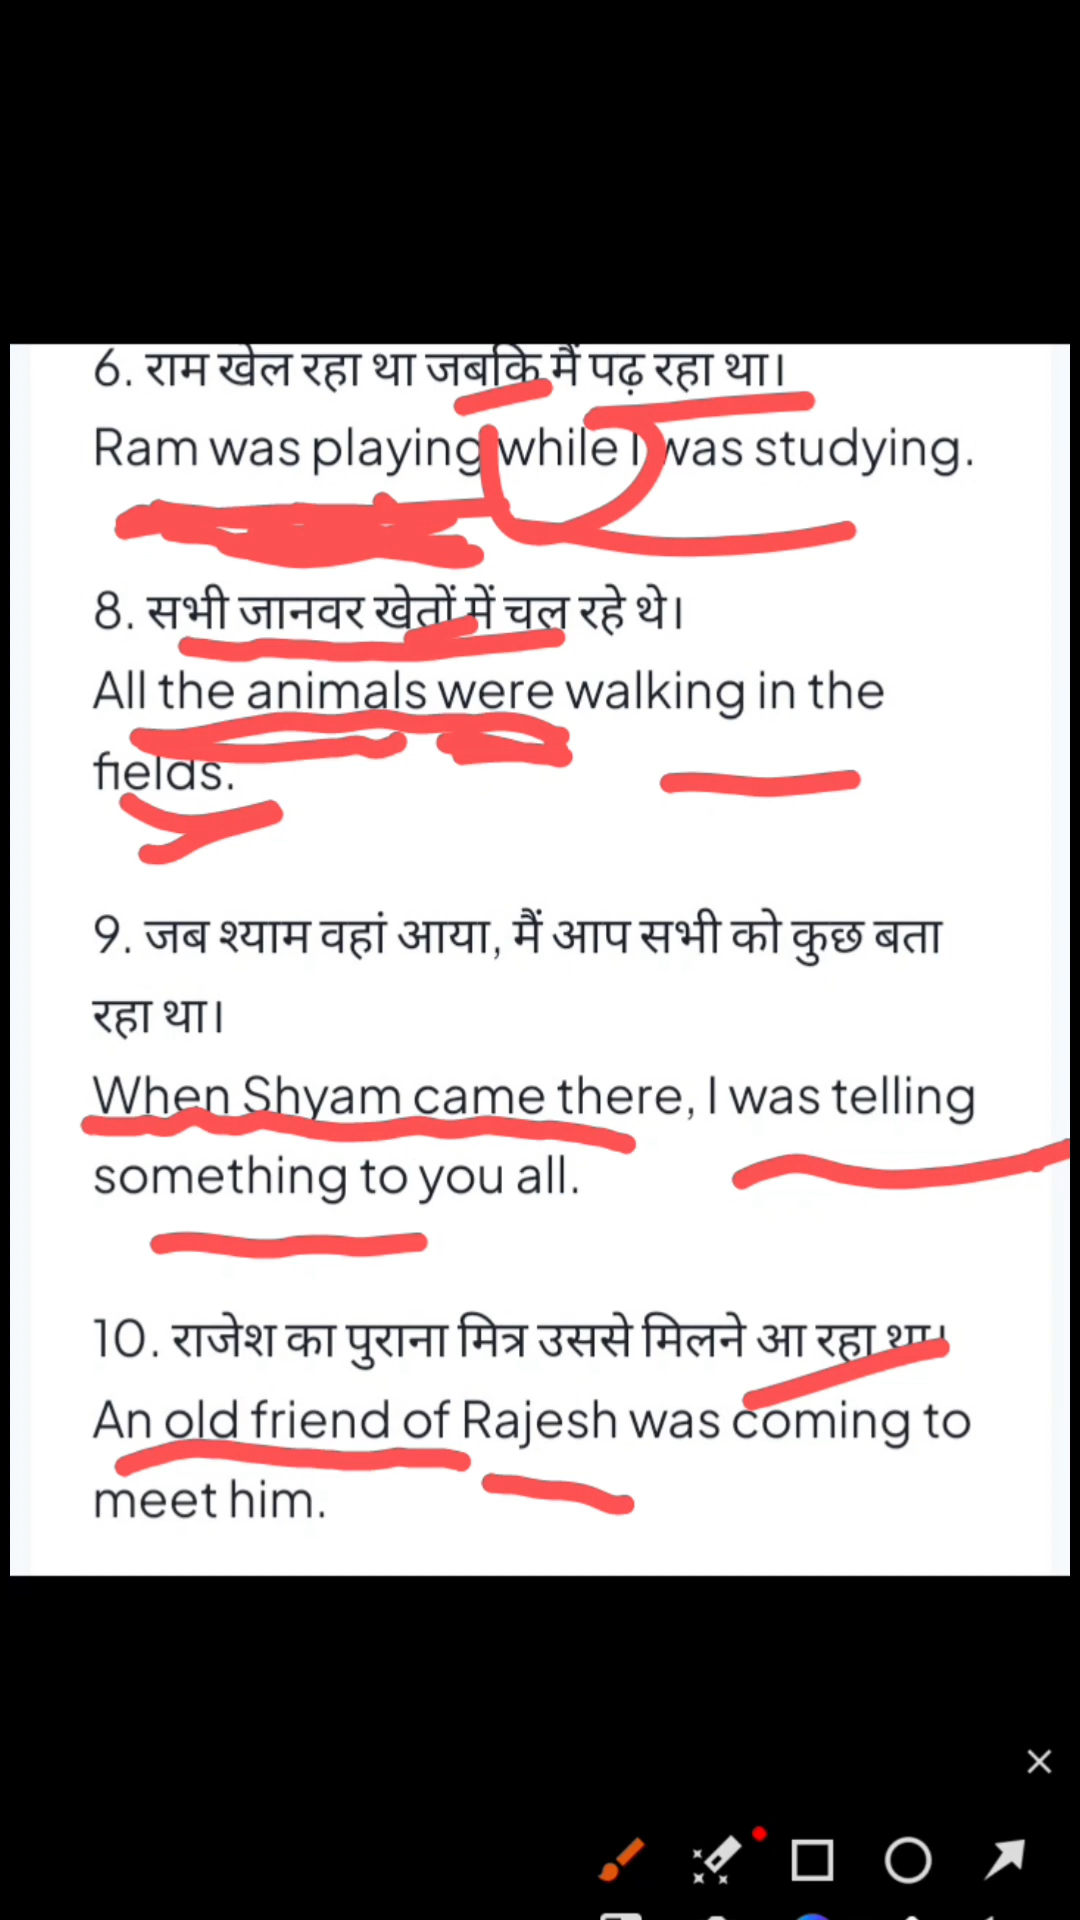 6. राम खेल रहा था जबकि मैं पढ़ रहा था।
Ram was playing while I was studying.
8. सभी जानवर खेतों में चल रहे थे।
All the animals were walking in the
fields.
9. जब श्याम वहां आया, मैं आप सभी को कुछ बता
रहा था।
When Shyam came there, I was telling
something to you all.
10. राजेश का पुराना मित्र उससे मिलने आ रहा था।
An old friend of Rajesh was coming to
meet him.